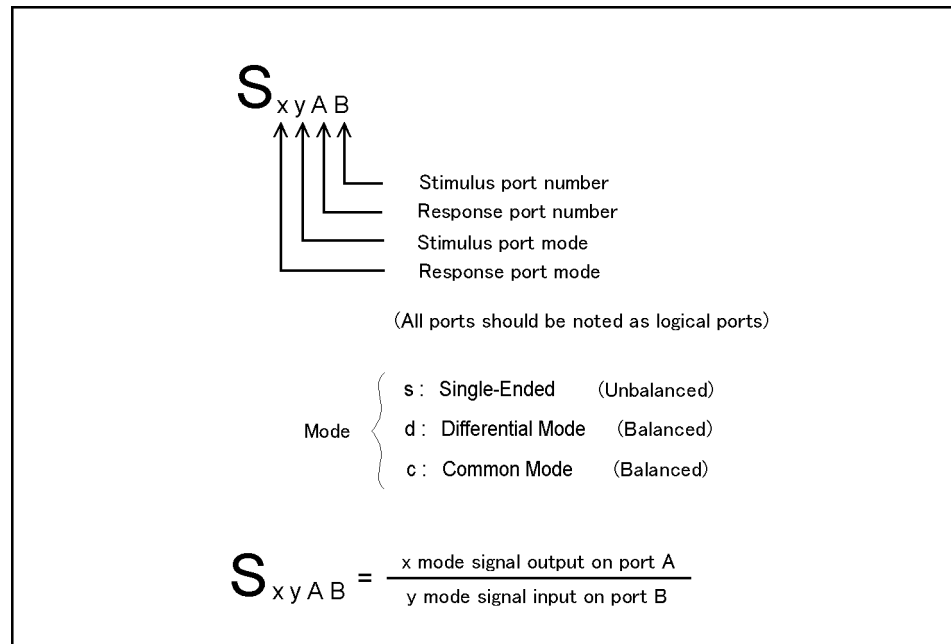 SxyAB
Stimulus port number
Response port number
Stimulus port mode
Response port mode
(All ports should be noted as logical ports)
s : Single-Ended (Unbalanced)
Mode d : Differential Mode (Balanced)
c : Common Mode (Balanced)
x mode signal output on port A
SxyAB =
y mode signal input on port B